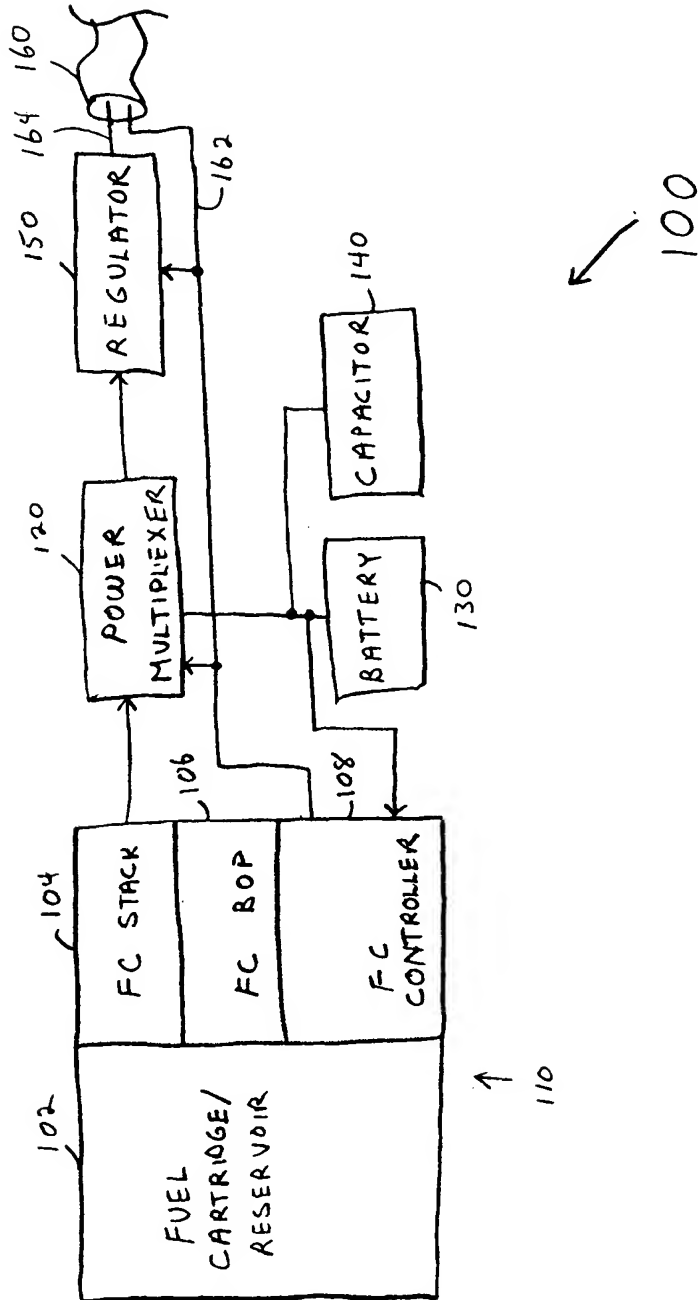 102
FUEL
CARTRIDGE/
RESERVOIR
104
FC STACK
106
FC BOP
108
FC
CONTROLLER
110
120
POWER
MULTIPLEXER
130
BATTERY
140
CAPACITOR
150
REGULATOR
160
164
162
100